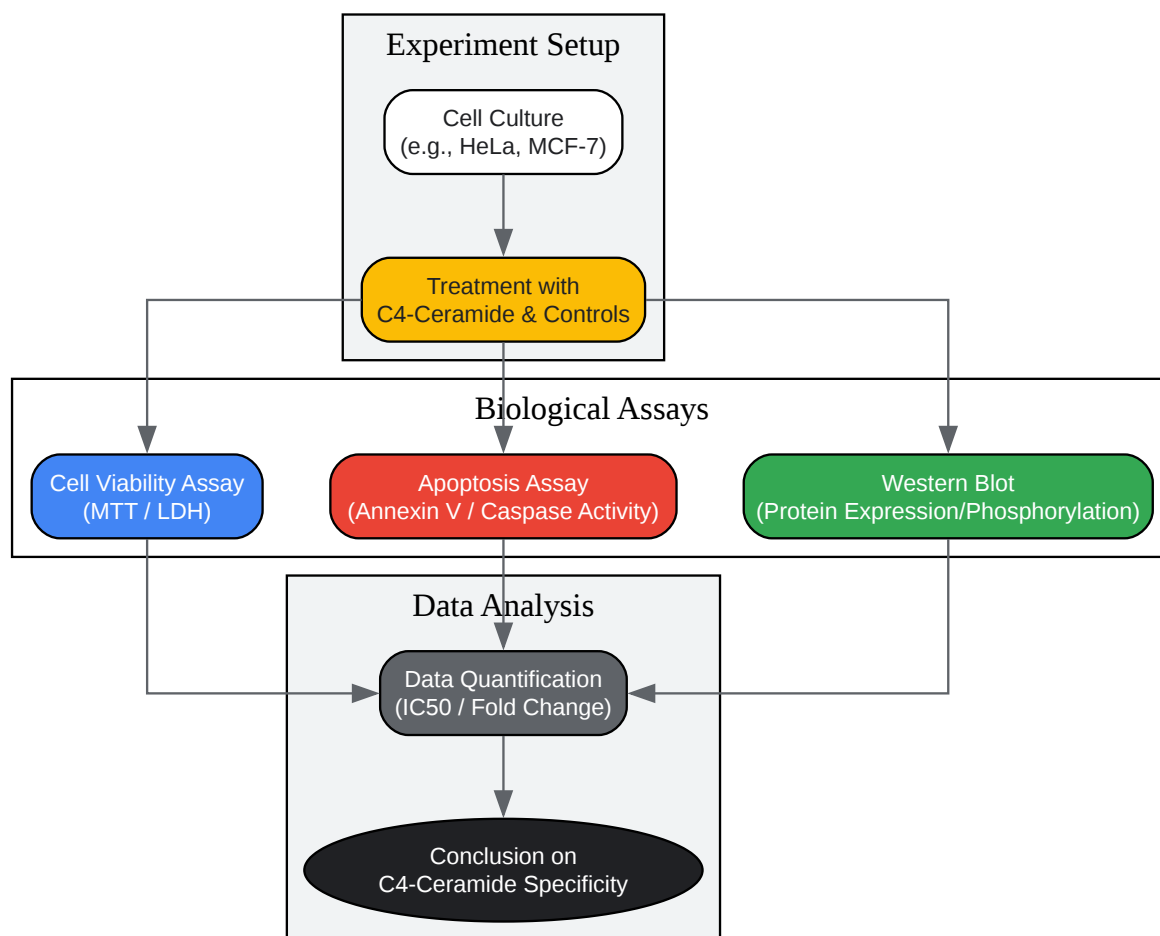 Experiment Setup
Cell Culture
(e.g., HeLa, MCF-7)
Treatment with
C4-Ceramide & Controls
Biological Assays
Cell Viability Assay
(MTT / LDH)
Apoptosis Assay
(Annexin V / Caspase Activity)
Western Blot
(Protein Expression/Phosphorylation)
Data Analysis
Data Quantification
(IC50 / Fold Change)
Conclusion on
C4-Ceramide Specificity